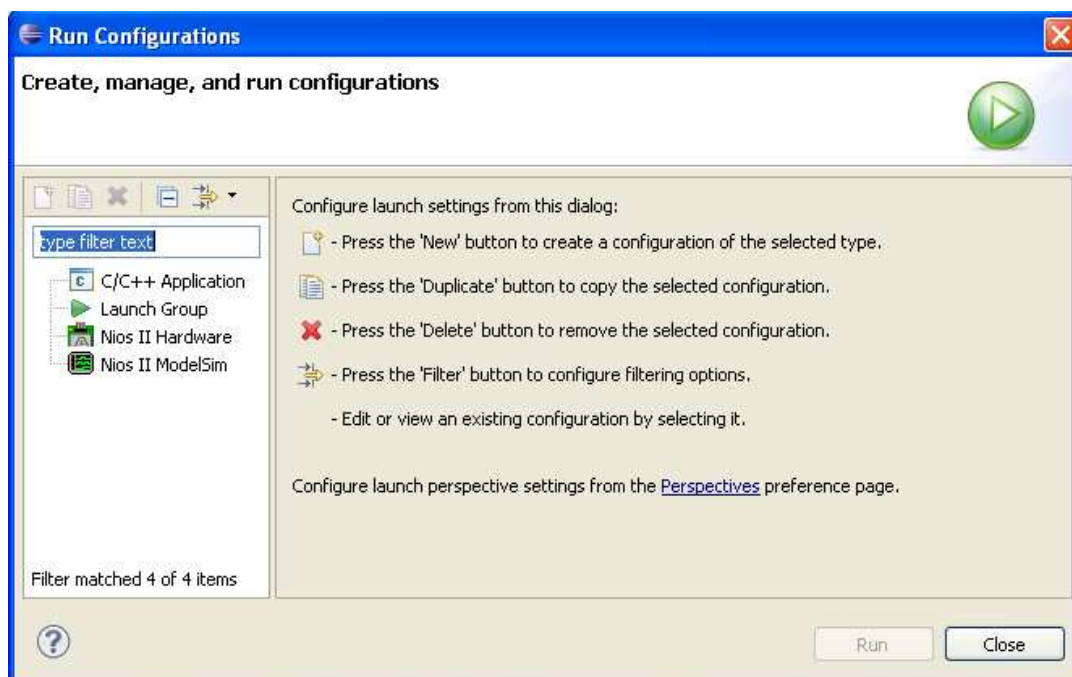 Run Configurations
Create, manage, and run configurations
type filter text
C/C++ Application
Launch Group
Nios II Hardware
Nios II ModelSim
Filter matched 4 of 4 items
Configure launch settings from this dialog:
- Press the 'New' button to create a configuration of the selected type.
- Press the 'Duplicate' button to copy the selected configuration.
- Press the 'Delete' button to remove the selected configuration.
- Press the 'Filter' button to configure filtering options.
- Edit or view an existing configuration by selecting it.
Configure launch perspective settings from the Perspectives preference page.
Run
Close